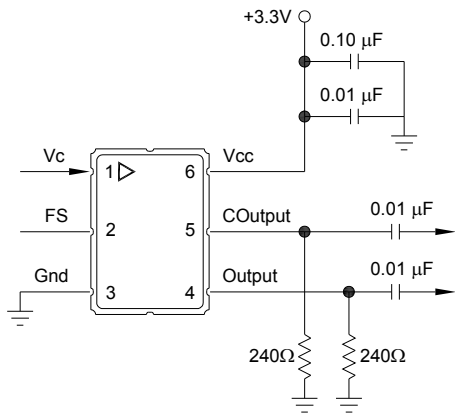 +3.3V
0.10 μF
0.01 μF
Vc 1 6 Vcc
FS 2 5 COutput 0.01 μF
Gnd 3 4 Output 0.01 μF
240Ω 240Ω